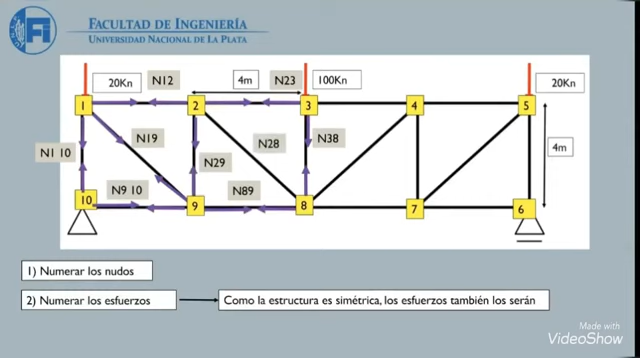 FACULTAD DE INGENIERÍA
UNIVERSIDAD NACIONAL DE LA PLATA
20Kn
N12
4m
N23
100Kn
20Kn
1
2
3
4
5
N19
N28
N38
4m
N1 10
N29
N9 10
N89
10
9
8
7
6
1) Numerar los nudos
2) Numerar los esfuerzos
Como la estructura es simétrica, los esfuerzos también los serán
Made with
VideoShow